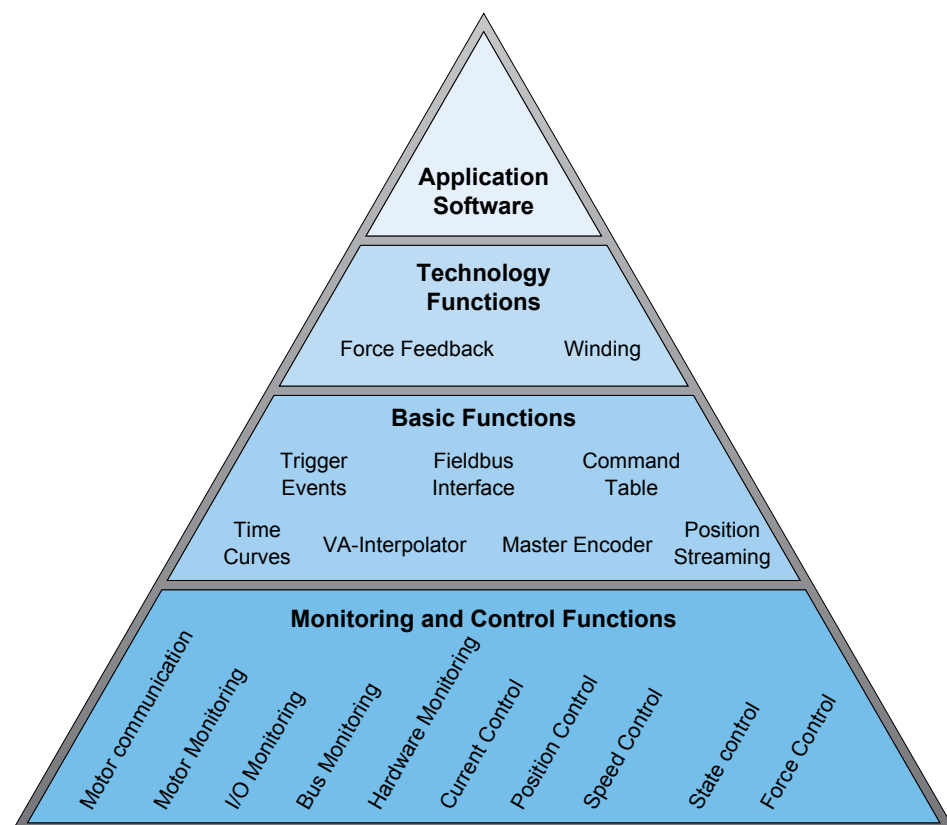 Application
Software
Technology
Functions
Force Feedback
Winding
Basic Functions
Trigger
Events
Fieldbus
Interface
Command
Table
Time
Curves
VA-Interpolator
Master Encoder
Position
Streaming
Monitoring and Control Functions
Motor communication
Motor Monitoring
I/O Monitoring
Bus Monitoring
Hardware Monitoring
Current Control
Position Control
Speed Control
State control
Force Control